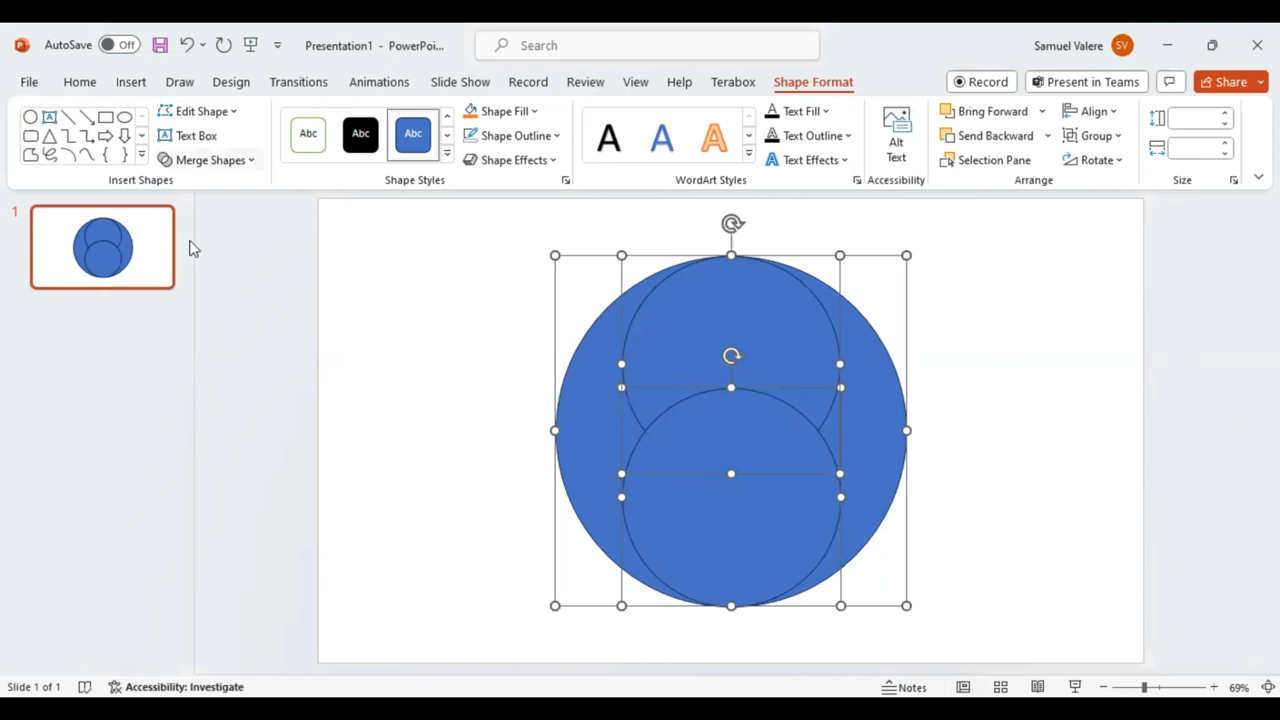 AutoSave Off Presentation1 - PowerPoi... Search Samuel Valere SV
File Home Insert Draw Design Transitions Animations Slide Show Record Review View Help Terabox Shape Format Record Present in Teams Share
Edit Shape Abc Abc Abc Shape Fill A A A Text Fill Bring Forward Align
Text Box Shape Outline Text Outline Send Backward Group
Merge Shapes Shape Effects Text Effects Alt Text Selection Pane Rotate
Insert Shapes Shape Styles WordArt Styles Accessibility Arrange Size
1
Slide 1 of 1 Accessibility: Investigate Notes 69%